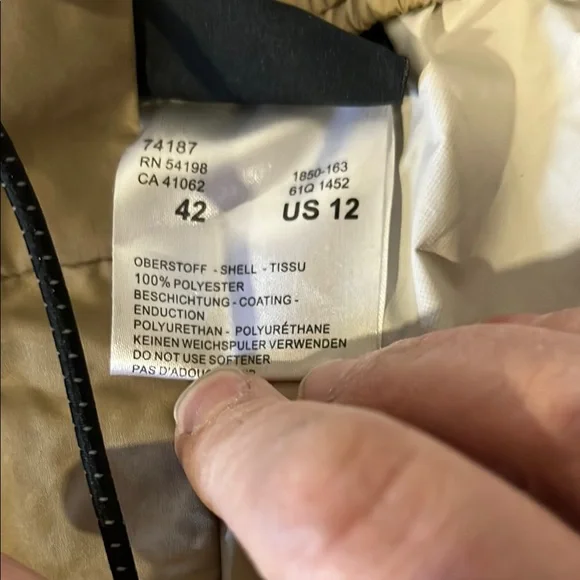 74187
RN 54198
CA 41062
1850-163
61Q 1452
42
US 12
OBERSTOFF - SHELL - TISSU
100% POLYESTER
BESCHICHTUNG - COATING -
ENDUCTION
POLYURETHAN - POLYURÉTHANE
KEINEN WEICHSPULER VERWENDEN
DO NOT USE SOFTENER
PAS